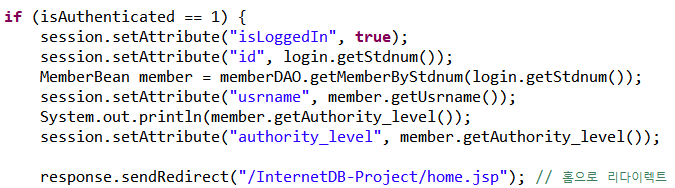 if (isAuthenticated == 1) {
session.setAttribute("isLoggedIn", true);
session.setAttribute("id", login.getStdnum());
MemberBean member = memberDAO.getMemberByStdnum(login.getStdnum());
session.setAttribute("usrname", member.getUsrname());
System.out.println(member.getAuthority_level());
session.setAttribute("authority_level", member.getAuthority_level());
response.sendRedirect("/InternetDB-Project/home.jsp"); // 홈으로 리다이렉트